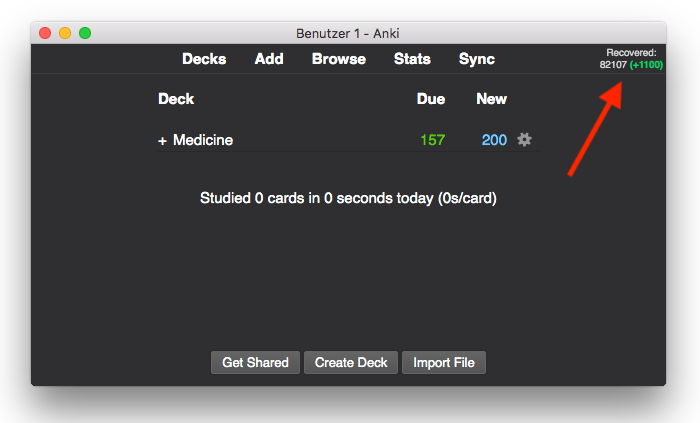 Benutzer 1 - Anki
Decks Add Browse Stats Sync
Recovered:
82107 (+1100)
Deck Due New
+ Medicine 157 200
Studied 0 cards in 0 seconds today (0s/card)
Get Shared Create Deck Import File